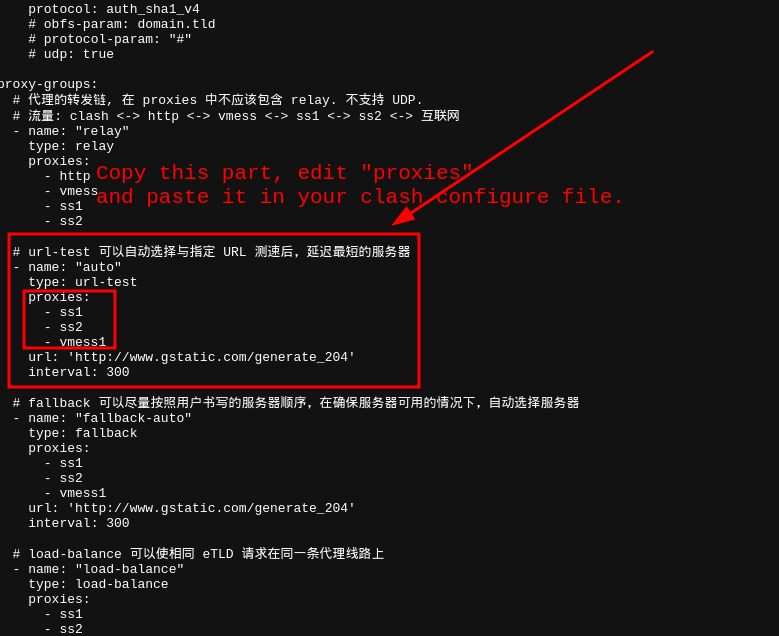 protocol: auth_sha1_v4
# obfs-param: domain.tld
# protocol-param: "#"
# udp: true
proxy-groups:
# 代理的转发链, 在 proxies 中不应该包含 relay. 不支持 UDP.
# 流量: clash <-> http <-> vmess <-> ss1 <-> ss2 <-> 互联网
- name: "relay"
type: relay
proxies:
- http
- vmess
- ss1
- ss2
Copy this part, edit "proxies"
and paste it in your clash configure file.
# url-test 可以自动选择与指定 URL 测速后，延迟最短的服务器
- name: "auto"
type: url-test
proxies:
- ss1
- ss2
- vmess1
url: 'http://www.gstatic.com/generate_204'
interval: 300
# fallback 可以尽量按照用户书写的服务器顺序，在确保服务器可用的情况下，自动选择服务器
- name: "fallback-auto"
type: fallback
proxies:
- ss1
- ss2
- vmess1
url: 'http://www.gstatic.com/generate_204'
interval: 300
# load-balance 可以使相同 eTLD 请求在同一条代理线路上
- name: "load-balance"
type: load-balance
proxies:
- ss1
- ss2